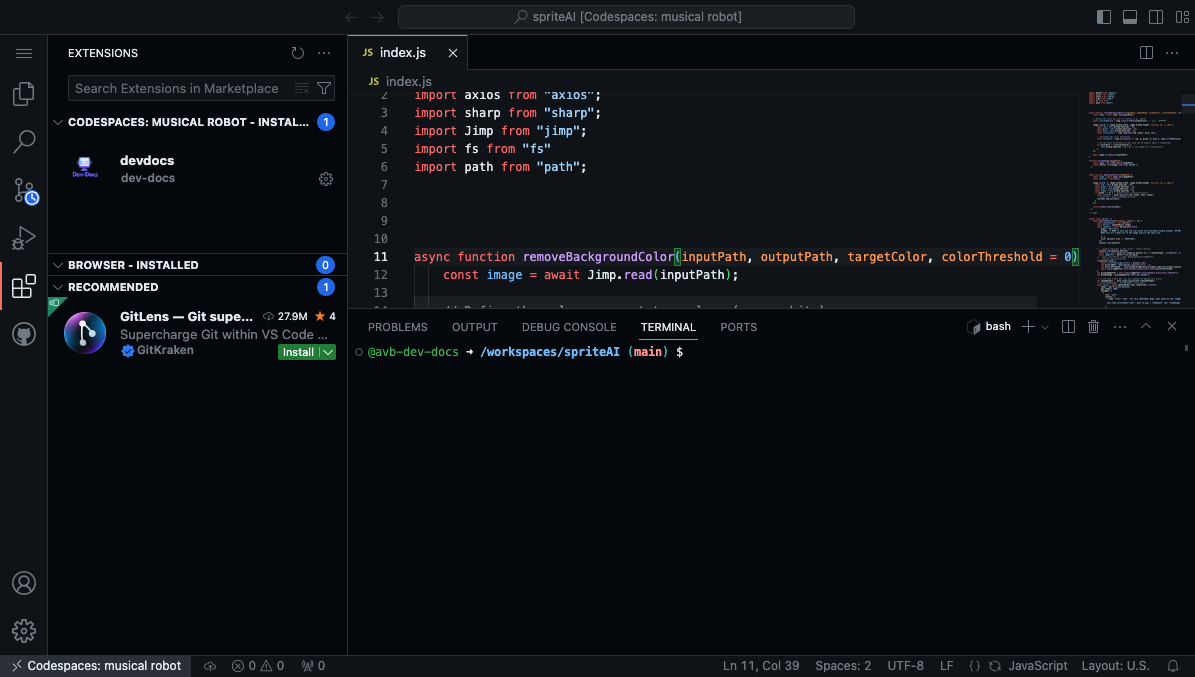 spriteAI [Codespaces: musical robot]
EXTENSIONS
Search Extensions in Marketplace
CODESPACES: MUSICAL ROBOT - INSTAL... 1
Dev-Docs
devdocs
dev-docs
BROWSER - INSTALLED 0
RECOMMENDED 1
GitLens — Git supe... 27.9M 4
Supercharge Git within VS Code ...
GitKraken
Install
JS index.js
JS index.js
2 import axios from "axios";
3 import sharp from "sharp";
4 import Jimp from "jimp";
5 import fs from "fs"
6 import path from "path";
7
8
9
10
11 async function removeBackgroundColor(inputPath, outputPath, targetColor, colorThreshold = 0)
12 const image = await Jimp.read(inputPath);
13
PROBLEMS OUTPUT DEBUG CONSOLE TERMINAL PORTS
bash
@avb-dev-docs ➜ /workspaces/spriteAI (main) $
Codespaces: musical robot 0 0 0
Ln 11, Col 39 Spaces: 2 UTF-8 LF {} JavaScript Layout: U.S.